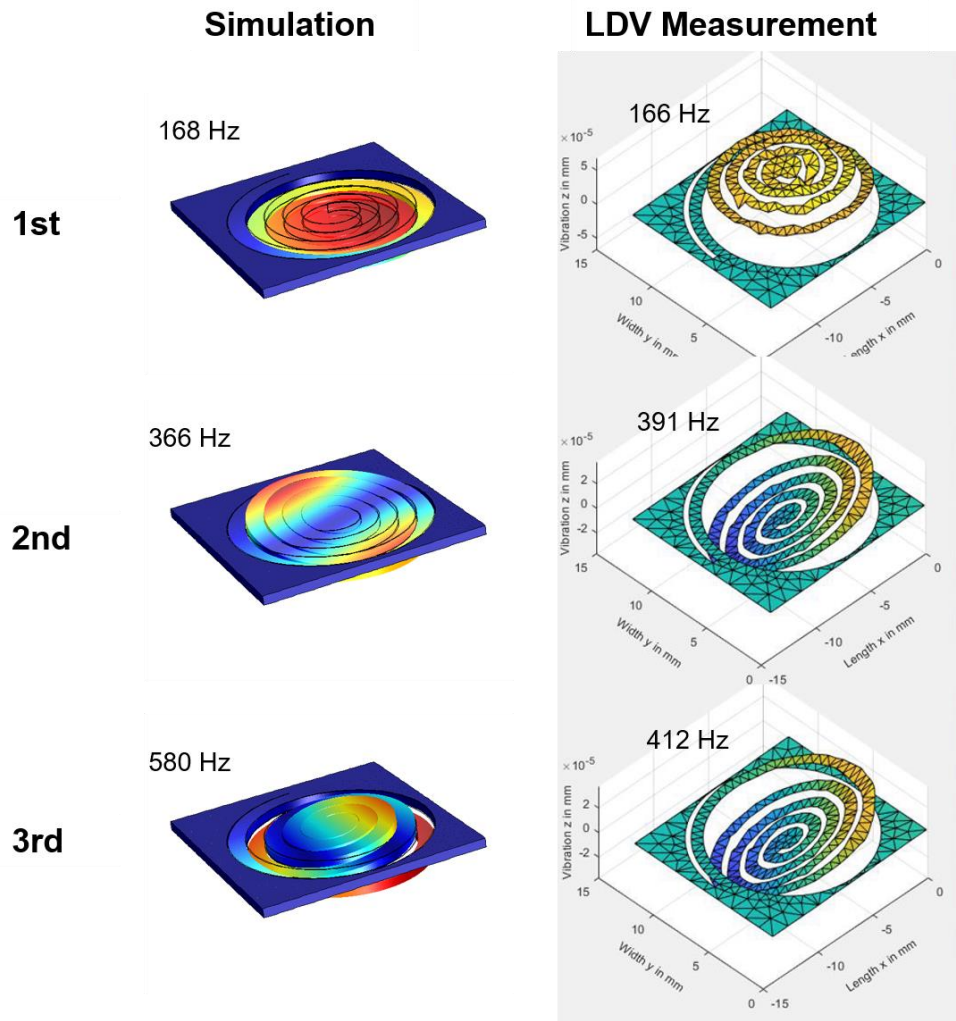 Simulation
LDV Measurement
1st
168 Hz
166 Hz
×10-5
5
0
-5
Vibration z in mm
15
10
5
Width y in
0
-5
-10
ength x in mm
2nd
366 Hz
391 Hz
×10-5
2
0
-2
Vibration z in mm
15
10
5
0
Width y in mm
0
-5
-10
-15
Length x in mm
3rd
580 Hz
412 Hz
×10-5
2
0
-2
Vibration z in mm
15
10
5
0
Width y in mm
0
-5
-10
-15
Length x in mm